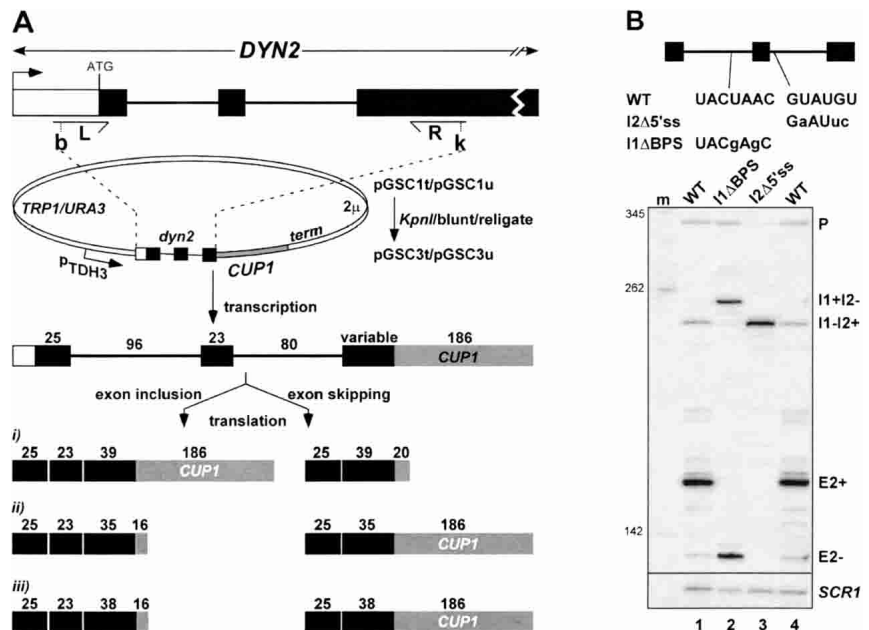 A
DYN2
ATG
L
R
b
k
TRP1/URA3
2μ
dyn2
term
pTDH3
CUP1
pGSC1t/pGSC1u
KpnI/blunt/religate
pGSC3t/pGSC3u
transcription
25 96 23 80 variable 186
CUP1
exon inclusion
exon skipping
translation
i)
25 23 39 186
CUP1
25 39 20
ii)
25 23 35 16
25 35 186
CUP1
iii)
25 23 38 16
25 38 186
CUP1
B
WT UACUAAC GUAUGU
I2Δ5'ss GaAUuc
I1ΔBPS UACgAgC
m WT I1ΔBPS I2Δ5'ss WT
345
P
262
I1+I2-
I1-I2+
E2+
142
E2-
SCR1
1 2 3 4